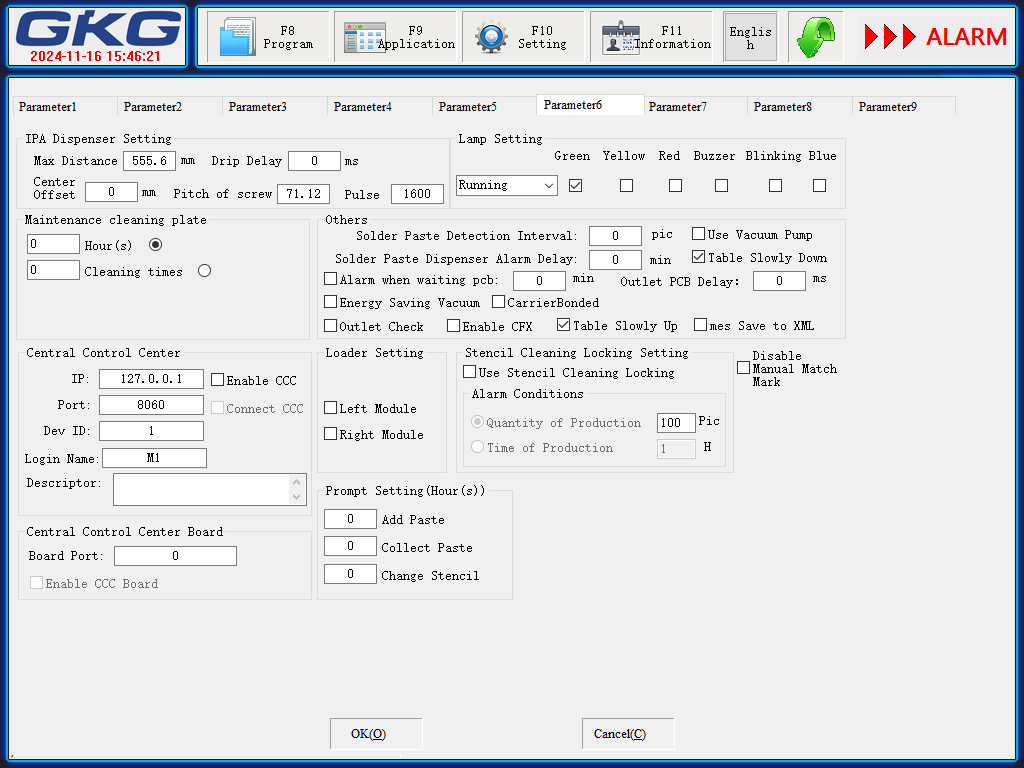 GKG
2024-11-16 15:46:21
F8
Program
F9
Application
F10
Setting
F11
Information
Englis
h
ALARM
Parameter1 Parameter2 Parameter3 Parameter4 Parameter5 Parameter6 Parameter7 Parameter8 Parameter9
IPA Dispenser Setting
Max Distance 555.6 mm Drip Delay 0 ms
Center
Offset 0 mm Pitch of screw 71.12 Pulse 1600
Lamp Setting
Green Yellow Red Buzzer Blinking Blue
Running
Maintenance cleaning plate
0 Hour(s)
0 Cleaning times
Others
Solder Paste Detection Interval: 0 pic Use Vacuum Pump
Solder Paste Dispenser Alarm Delay: 0 min Table Slowly Down
Alarm when waiting pcb: 0 min Outlet PCB Delay: 0 ms
Energy Saving Vacuum CarrierBonded
Outlet Check Enable CFX Table Slowly Up mes Save to XML
Central Control Center
IP: 127.0.0.1 Enable CCC
Port: 8060 Connect CCC
Dev ID: 1
Login Name: M1
Descriptor:
Loader Setting
Left Module
Right Module
Stencil Cleaning Locking Setting
Use Stencil Cleaning Locking
Alarm Conditions
Quantity of Production 100 Pic
Time of Production 1 H
Disable
Manual Match
Mark
Prompt Setting(Hour(s))
0 Add Paste
0 Collect Paste
0 Change Stencil
Central Control Center Board
Board Port: 0
Enable CCC Board
OK(O) Cancel(C)